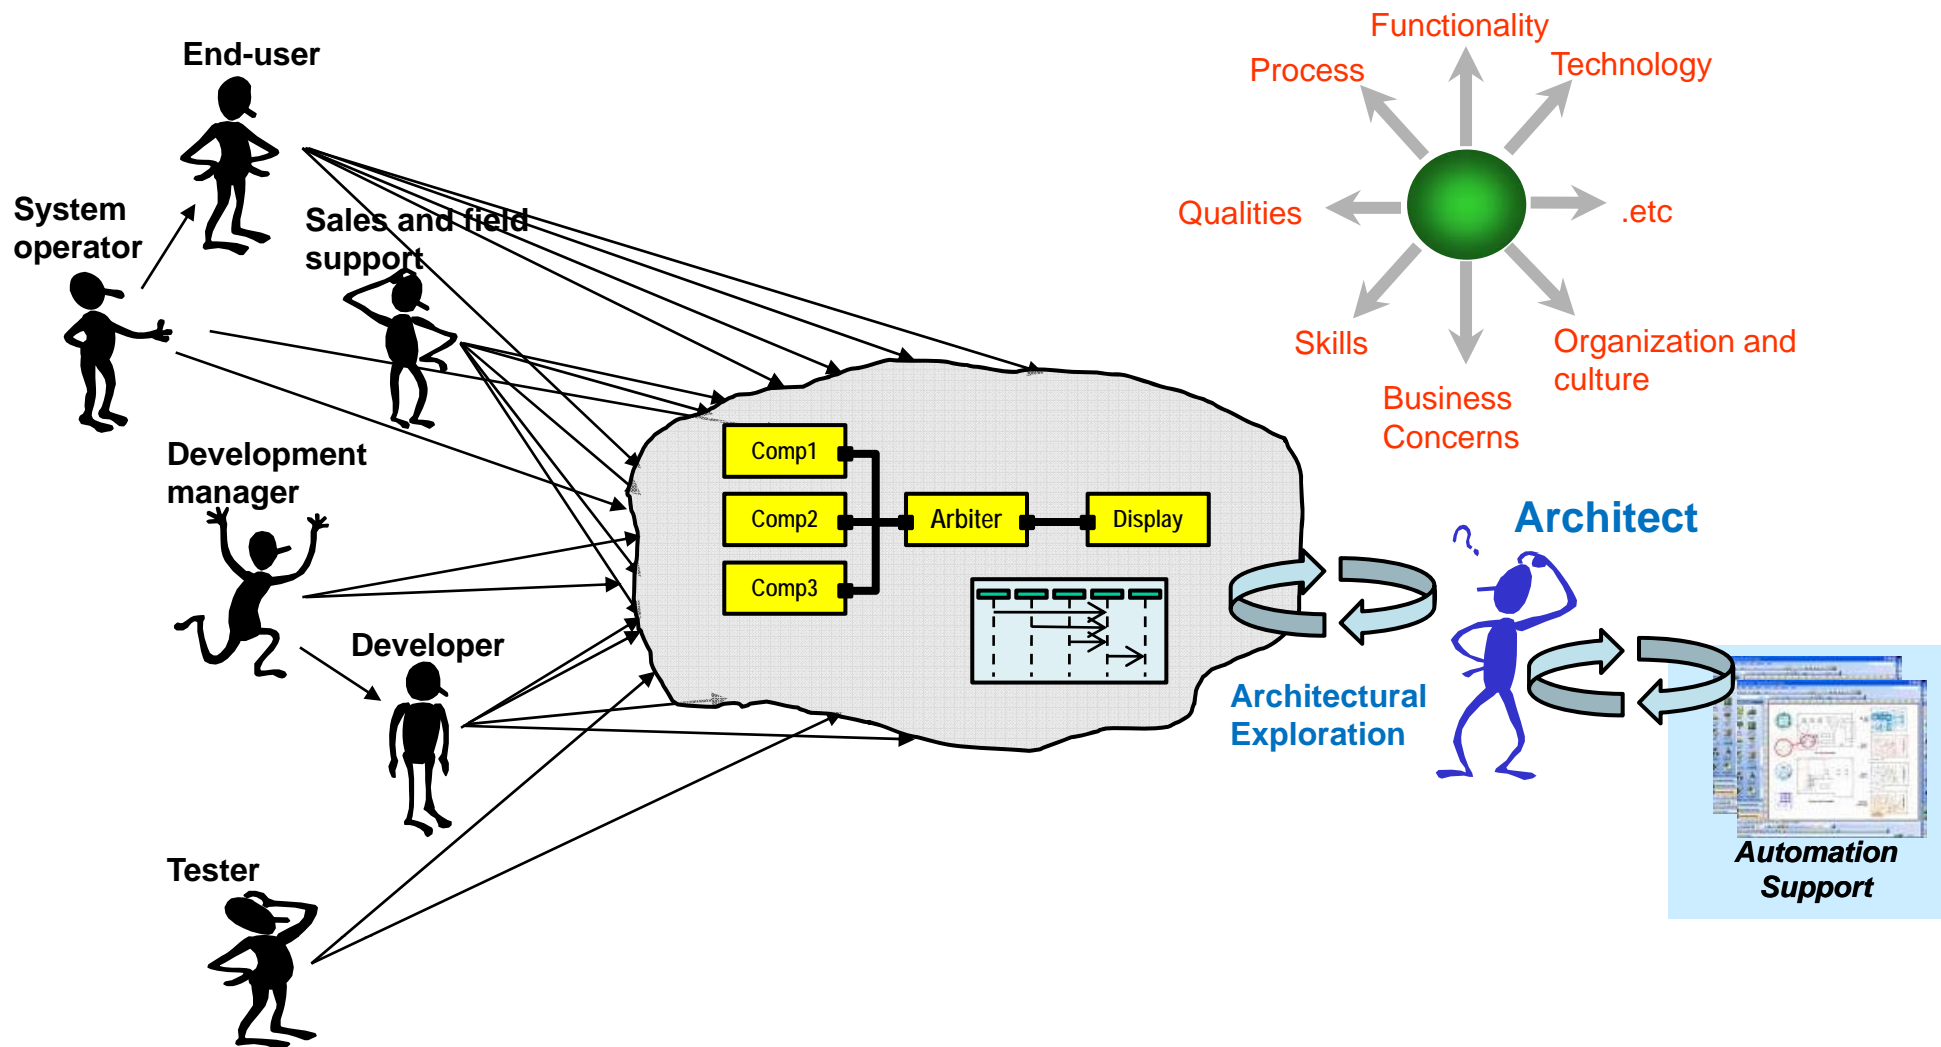 End-user
System
operator
Sales and field
support
Development
manager
Developer
Tester
Comp1
Comp2
Comp3
Arbiter
Display
Functionality
Process
Technology
Qualities
.etc
Skills
Organization and
culture
Business
Concerns
Architect
?
Architectural
Exploration
Automation
Support